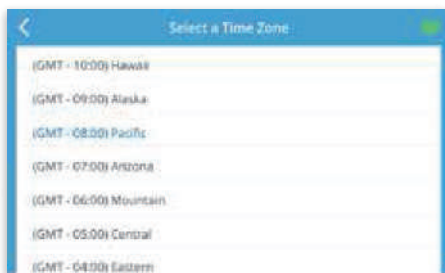 Select a Time Zone
(GMT - 10:00) Hawaii
(GMT - 09:00) Alaska
(GMT - 08:00) Pacific
(GMT - 07:00) Arizona
(GMT - 06:00) Mountain
(GMT - 05:00) Central
(GMT - 04:00) Eastern